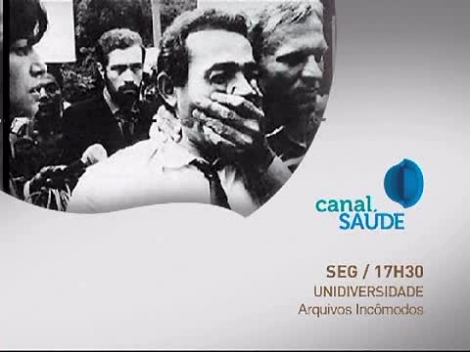 canal.
SAÚDE
SEG / 17H30
UNIDIVERSIDADE
Arquivos Incômodos